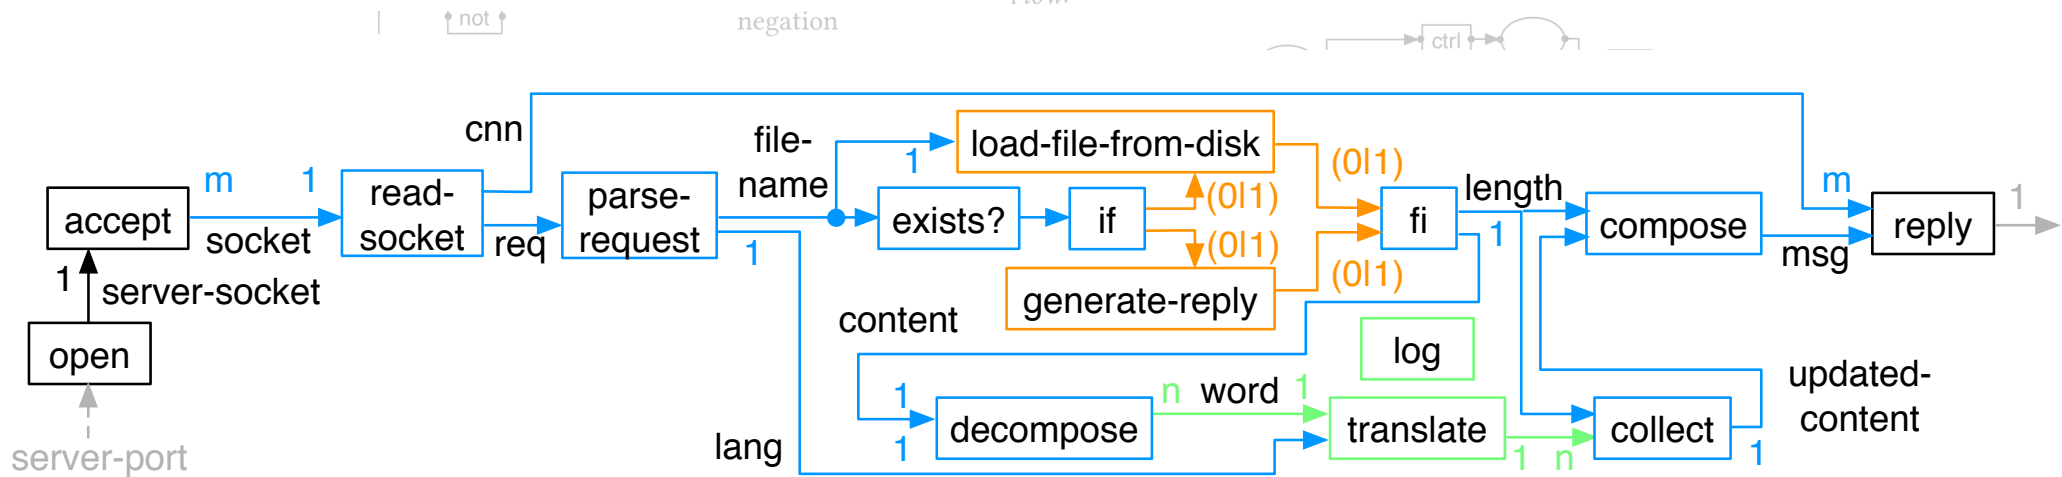 not
negation
ctrl
cnn
file-
name
load-file-from-disk
(0|1)
m
1
read-
socket
parse-
request
1
(0|1)
length
m
1
accept
socket
req
1
exists?
if
(0|1)
fi
1
compose
msg
reply
1
server-socket
generate-reply
(0|1)
open
content
log
updated-
content
server-port
1
1
decompose
n
word
1
translate
1
n
collect
1
lang